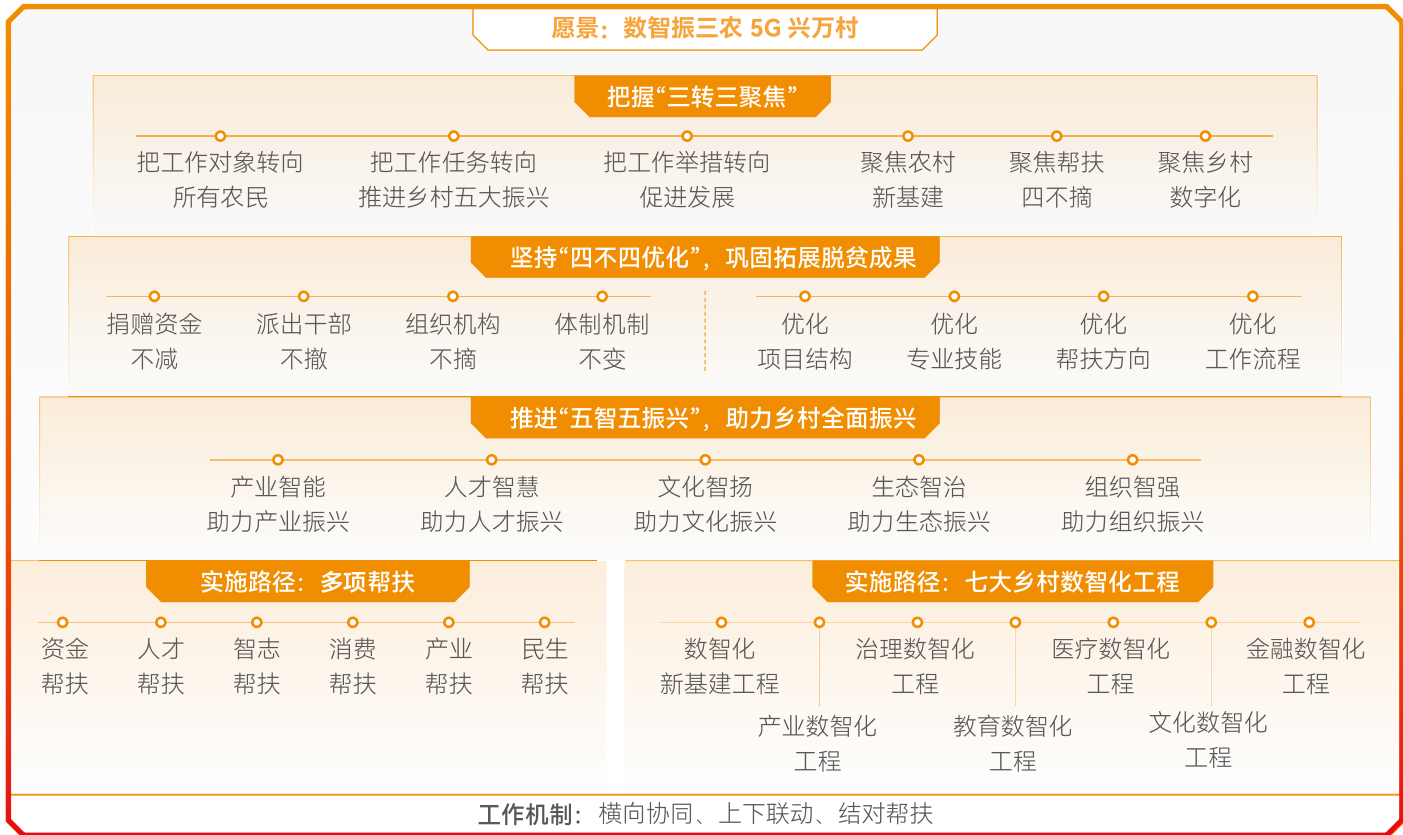 愿景：数智振三农 5G 兴万村
把握“三转三聚焦”
把工作对象转向
所有农民
把工作任务转向
推进乡村五大振兴
把工作举措转向
促进发展
聚焦农村
新基建
聚焦帮扶
四不摘
聚焦乡村
数字化
坚持“四不四优化”，巩固拓展脱贫成果
捐赠资金
不减
派出干部
不撤
组织机构
不摘
体制机制
不变
优化
项目结构
优化
专业技能
优化
帮扶方向
优化
工作流程
推进“五智五振兴”，助力乡村全面振兴
产业智能
助力产业振兴
人才智慧
助力人才振兴
文化智扬
助力文化振兴
生态智治
助力生态振兴
组织智强
助力组织振兴
实施路径：多项帮扶
资金
帮扶
人才
帮扶
智志
帮扶
消费
帮扶
产业
帮扶
民生
帮扶
实施路径：七大乡村数智化工程
数智化
新基建工程
产业数智化
工程
治理数智化
工程
教育数智化
工程
医疗数智化
工程
文化数智化
工程
金融数智化
工程
工作机制：横向协同、上下联动、结对帮扶